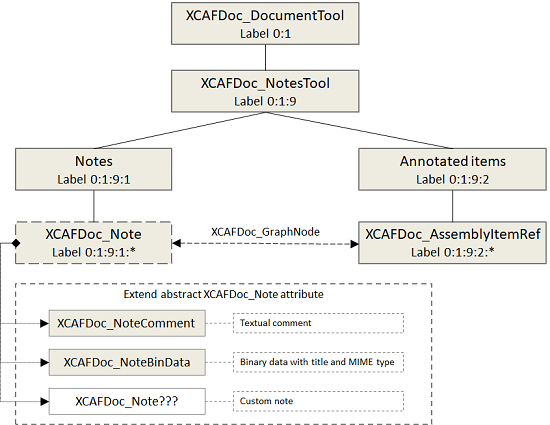 XCAFDoc_DocumentTool
Label 0:1
XCAFDoc_NotesTool
Label 0:1:9
Notes
Label 0:1:9:1
Annotated items
Label 0:1:9:2
XCAFDoc_Note
Label 0:1:9:1:*
XCAFDoc_GraphNode
XCAFDoc_AssemblyItemRef
Label 0:1:9:2:*
Extend abstract XCAFDoc_Note attribute
XCAFDoc_NoteComment
Textual comment
XCAFDoc_NoteBinData
Binary data with title and MIME type
XCAFDoc_Note???
Custom note